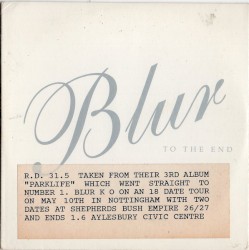 Blur
TO THE END
R.D. 31.5 TAKEN FROM THEIR 3RD ALBUM
"PARKLIFE" WHICH WENT STRAIGHT TO
NUMBER 1. BLUR K O ON AN 18 DATE TOUR
ON MAY 10TH IN NOTTINGHAM WITH TWO
DATES AT SHEPHERDS BUSH EMPIRE 26/27
AND ENDS 1.6 AYLESBURY CIVIC CENTRE